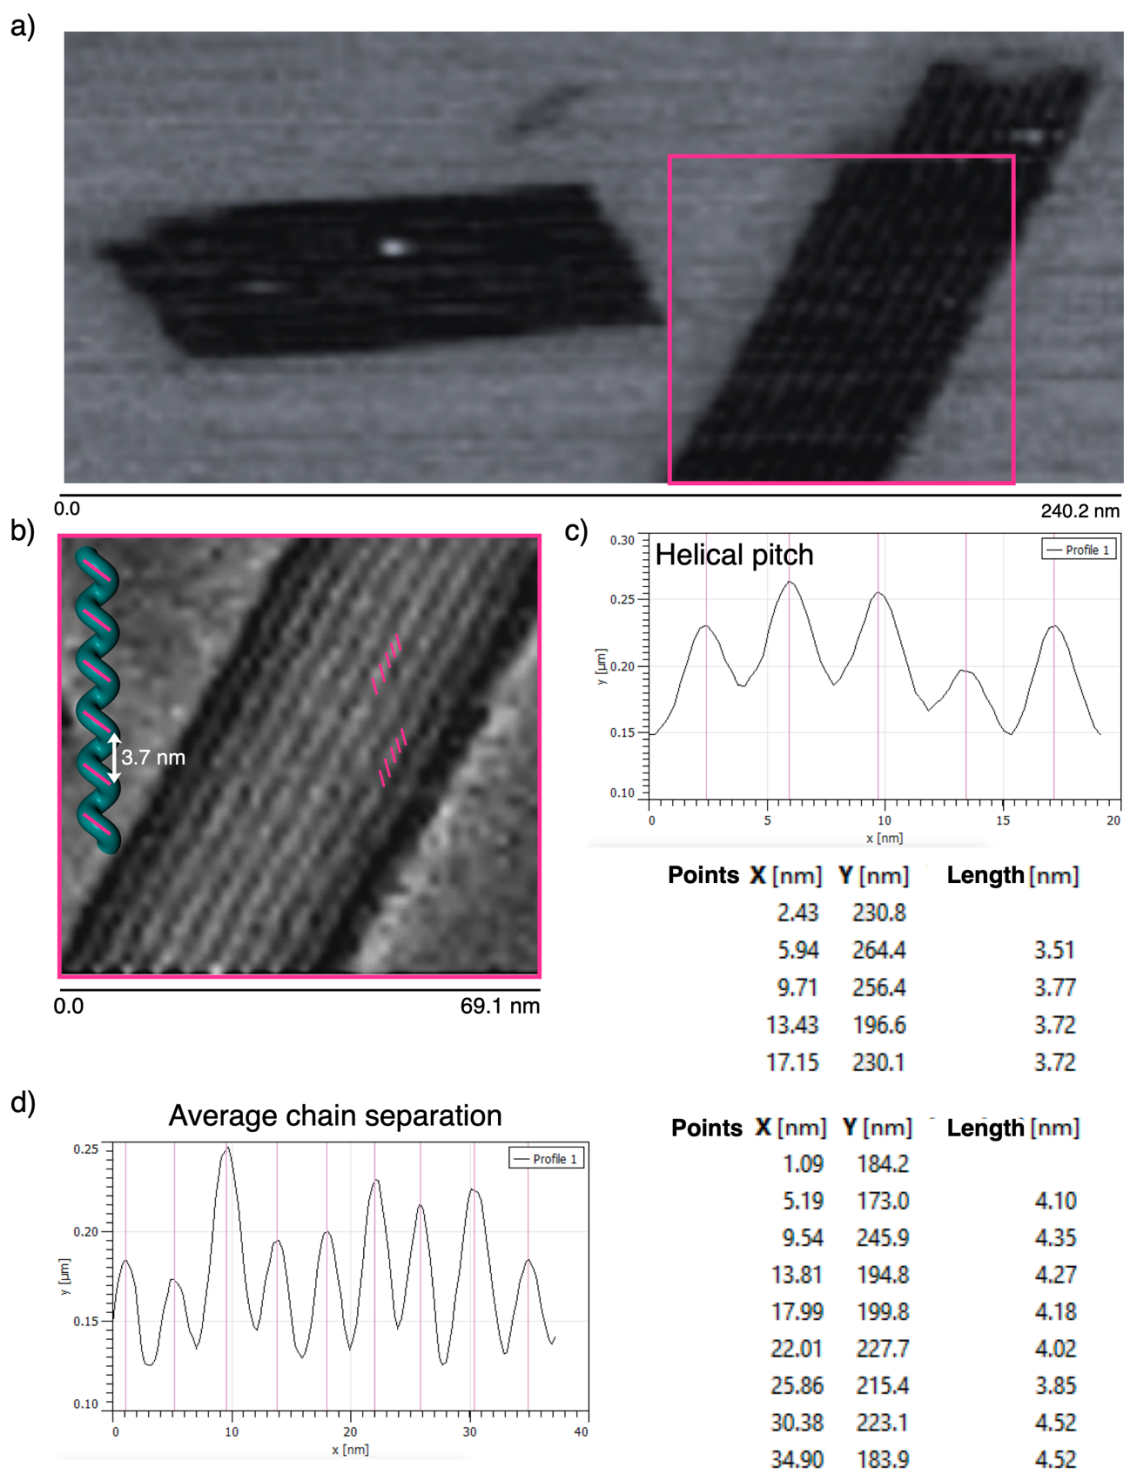 a)
0.0
240.2 nm
b)
3.7 nm
0.0
69.1 nm
c)
Helical pitch
Profile 1
0.30
0.25
0.20
0.15
0.10
y [µm]
0 5 10 15 20
x [nm]
Points X [nm] Y [nm] Length [nm]
2.43 230.8
5.94 264.4 3.51
9.71 256.4 3.77
13.43 196.6 3.72
17.15 230.1 3.72
d)
Average chain separation
Profile 1
0.25
0.20
0.15
0.10
y [µm]
0 10 20 30 40
x [nm]
Points X [nm] Y [nm] Length [nm]
1.09 184.2
5.19 173.0 4.10
9.54 245.9 4.35
13.81 194.8 4.27
17.99 199.8 4.18
22.01 227.7 4.02
25.86 215.4 3.85
30.38 223.1 4.52
34.90 183.9 4.52